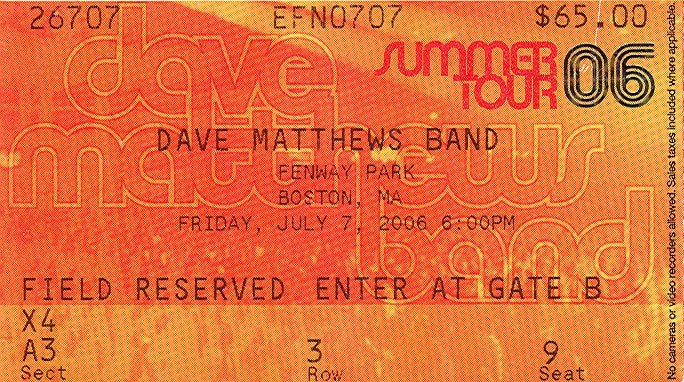 26707 EFN0707 $65.00
dave
matthews
band
SUMMER
TOUR 06
DAVE MATTHEWS BAND
FENWAY PARK
BOSTON, MA
FRIDAY, JULY 7, 2006 6:00PM
FIELD RESERVED ENTER AT GATE B
X4
A3 3 9
Sect Row Seat
No cameras or video recorders allowed. Sales taxes included where applicable.